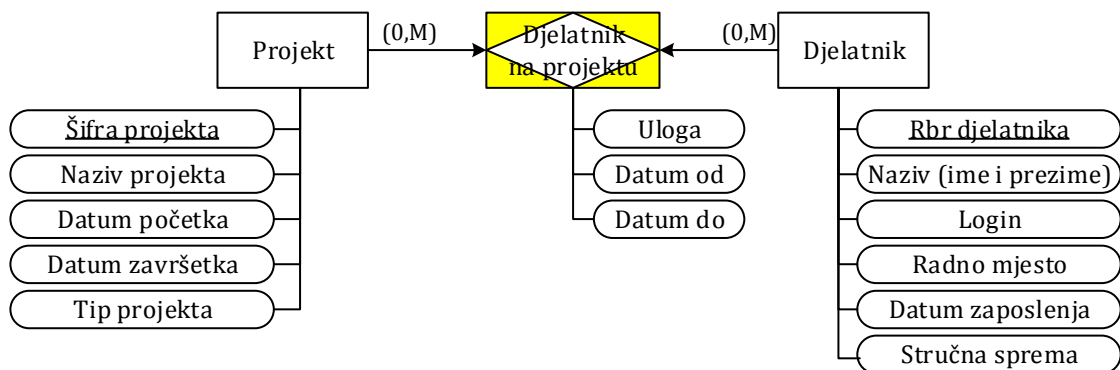 Projekt
(0,M)
Djelatnik
na projektu
(0,M)
Djelatnik
Šifra projekta
Naziv projekta
Datum početka
Datum završetka
Tip projekta
Uloga
Datum od
Datum do
Rbr djelatnika
Naziv (ime i prezime)
Login
Radno mjesto
Datum zaposlenja
Stručna sprema